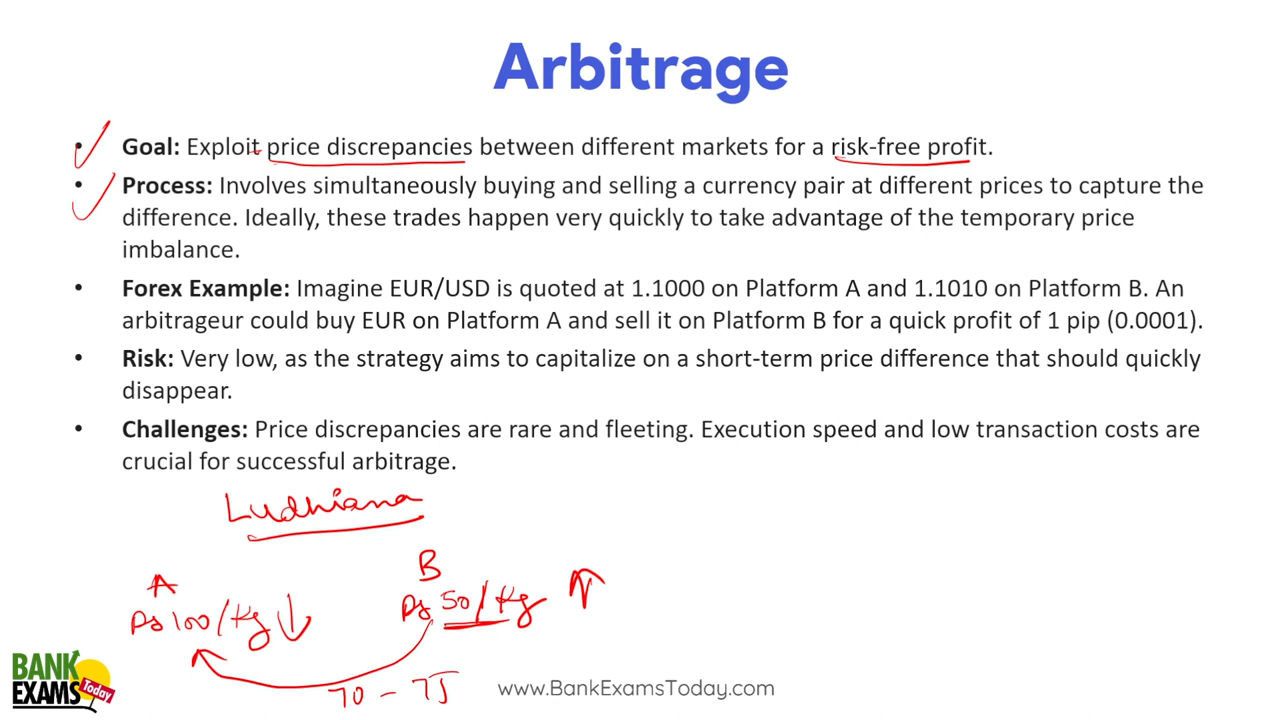 Arbitrage
• Goal: Exploit price discrepancies between different markets for a risk-free profit.
• Process: Involves simultaneously buying and selling a currency pair at different prices to capture the
difference. Ideally, these trades happen very quickly to take advantage of the temporary price
imbalance.
• Forex Example: Imagine EUR/USD is quoted at 1.1000 on Platform A and 1.1010 on Platform B. An
arbitrageur could buy EUR on Platform A and sell it on Platform B for a quick profit of 1 pip (0.0001).
• Risk: Very low, as the strategy aims to capitalize on a short-term price difference that should quickly
disappear.
• Challenges: Price discrepancies are rare and fleeting. Execution speed and low transaction costs are
crucial for successful arbitrage.
Ludhiana
A B
Rs 100/Kg ↓ Rs 50/Kg ↑
70 - 75
BANK
EXAMS Today
www.BankExamsToday.com